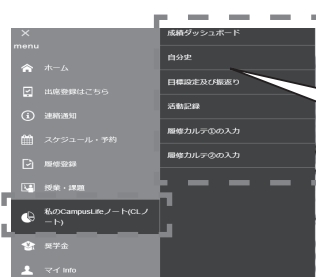 menu
ホーム
出席登録はこちら
連絡通知
スケジュール・予約
履修登録
授業・課題
私のCampusLifeノート(CLノ
ート)
奨学金
マイ Info
成績ダッシュボード
自分史
目標設定及び振返り
活動記録
履修カルテ①の入力
履修カルテ②の入力